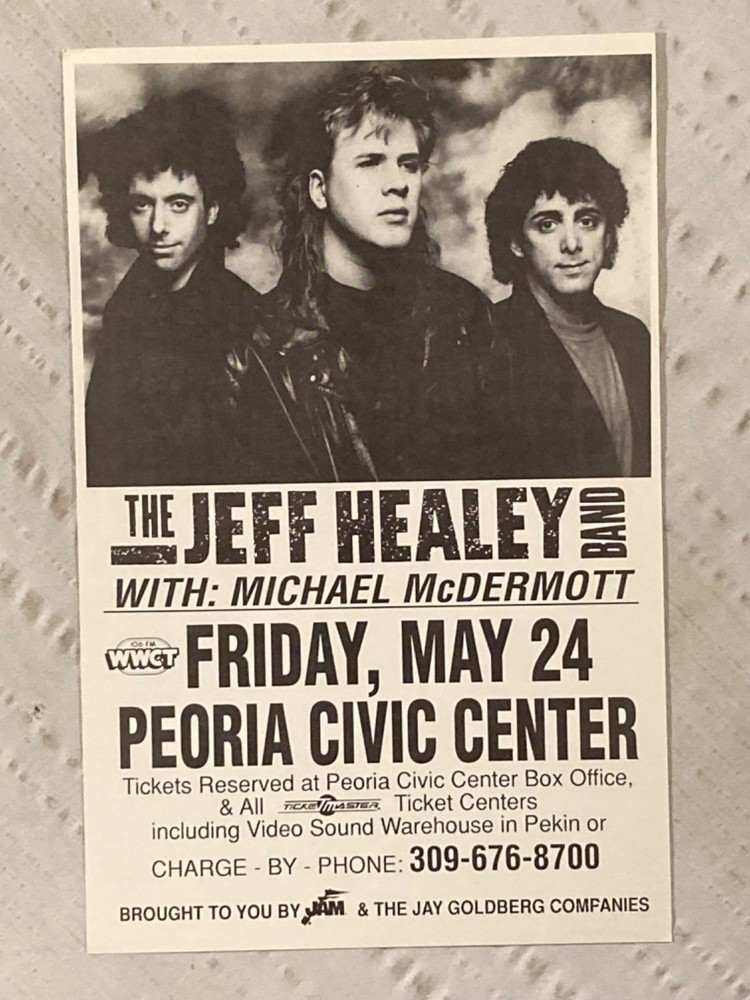 THE JEFF HEALEY BAND
WITH: MICHAEL McDERMOTT
106 FM
WWCT
FRIDAY, MAY 24
PEORIA CIVIC CENTER
Tickets Reserved at Peoria Civic Center Box Office,
& All TICKETMASTER Ticket Centers
including Video Sound Warehouse in Pekin or
CHARGE - BY - PHONE: 309-676-8700
BROUGHT TO YOU BY JAM & THE JAY GOLDBERG COMPANIES